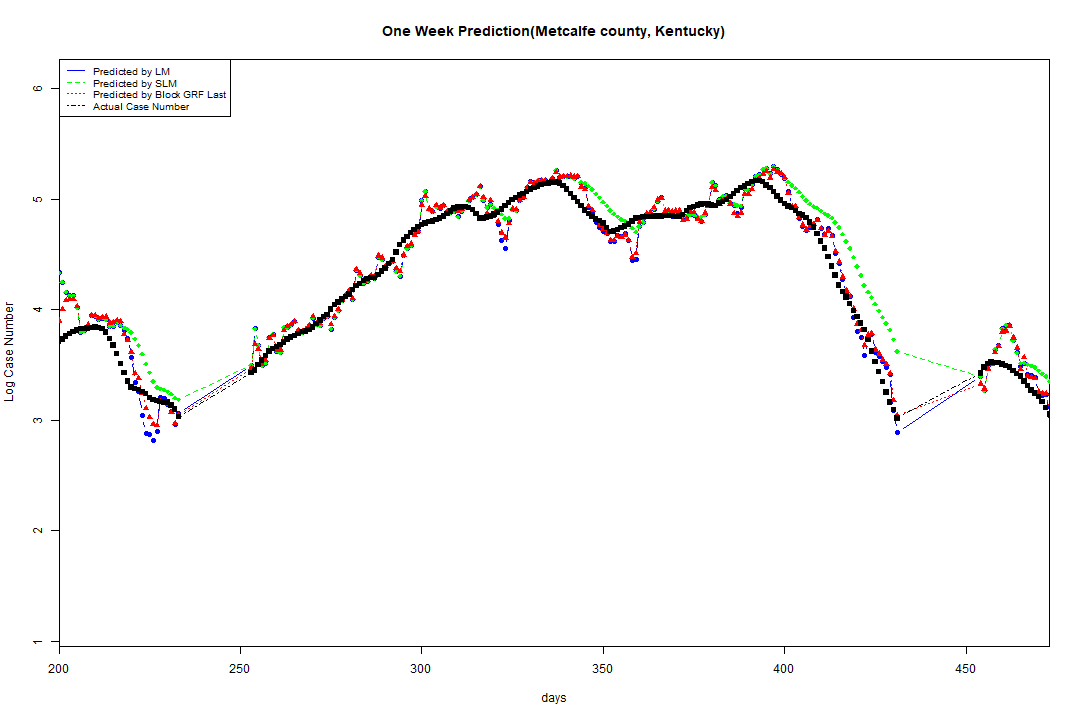 One Week Prediction(Metcalfe county, Kentucky)
Predicted by LM
Predicted by SLM
Predicted by Block GRF Last
Actual Case Number
Log Case Number
6
5
4
3
2
1
200 250 300 350 400 450
days